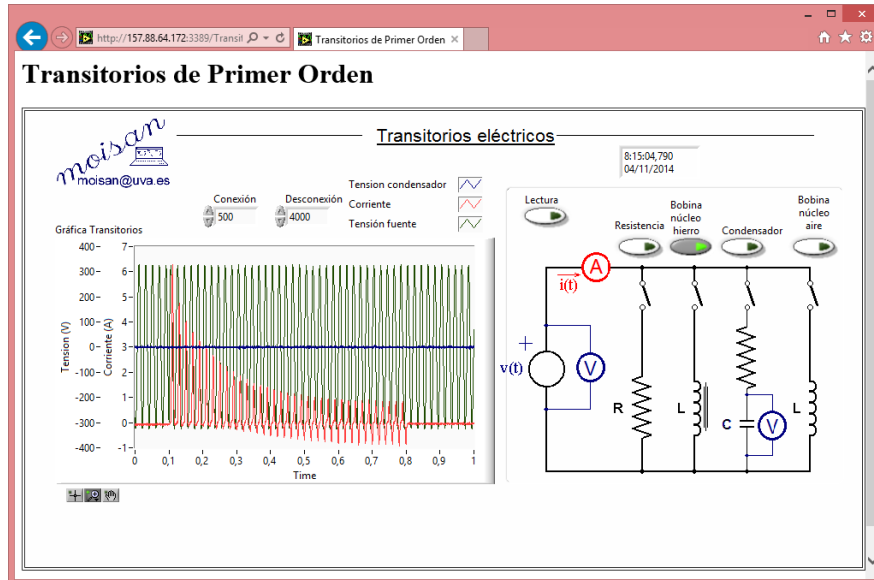 http://157.88.64.172:3389/Transit
Transitorios de Primer Orden
Transitorios de Primer Orden
moisan
moisan@uva.es
Transitorios eléctricos
8:15:04,790
04/11/2014
Conexión
500
Desconexión
4000
Tension condensador
Corriente
Tensión fuente
Gráfica Transitorios
Tension (V)
400
300
200
100
0
-100
-200
-300
-400
Corriente (A)
7
6
5
4
3
2
1
0
-1
0 0,1 0,2 0,3 0,4 0,5 0,6 0,7 0,8 0,9 1
Time
Lectura
Resistencia
Bobina
núcleo
hierro
Condensador
Bobina
núcleo
aire
A
i(t)
+
v(t)
V
R
L
C
V
L